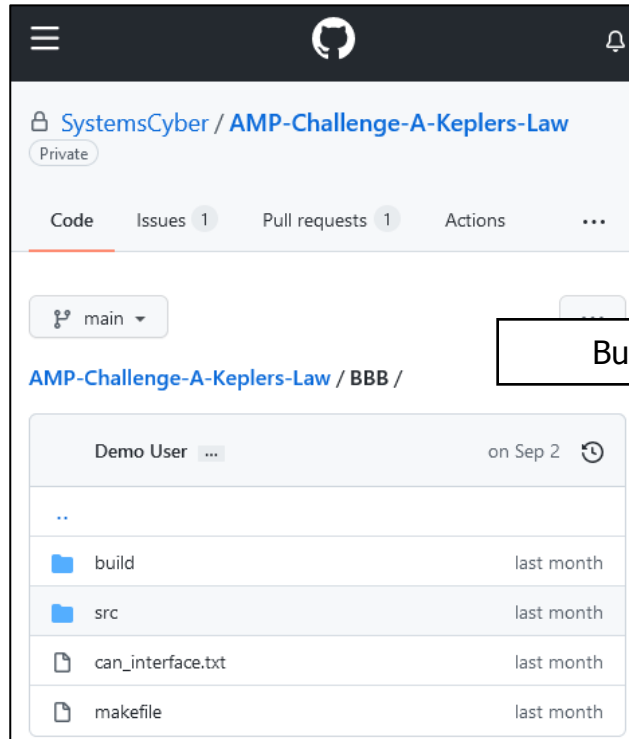 SystemsCyber / AMP-Challenge-A-Keplers-Law
Private
Code Issues 1 Pull requests 1 Actions ...
main
AMP-Challenge-A-Keplers-Law / BBB /
Demo User ... on Sep 2
..
build last month
src last month
can_interface.txt last month
makefile last month